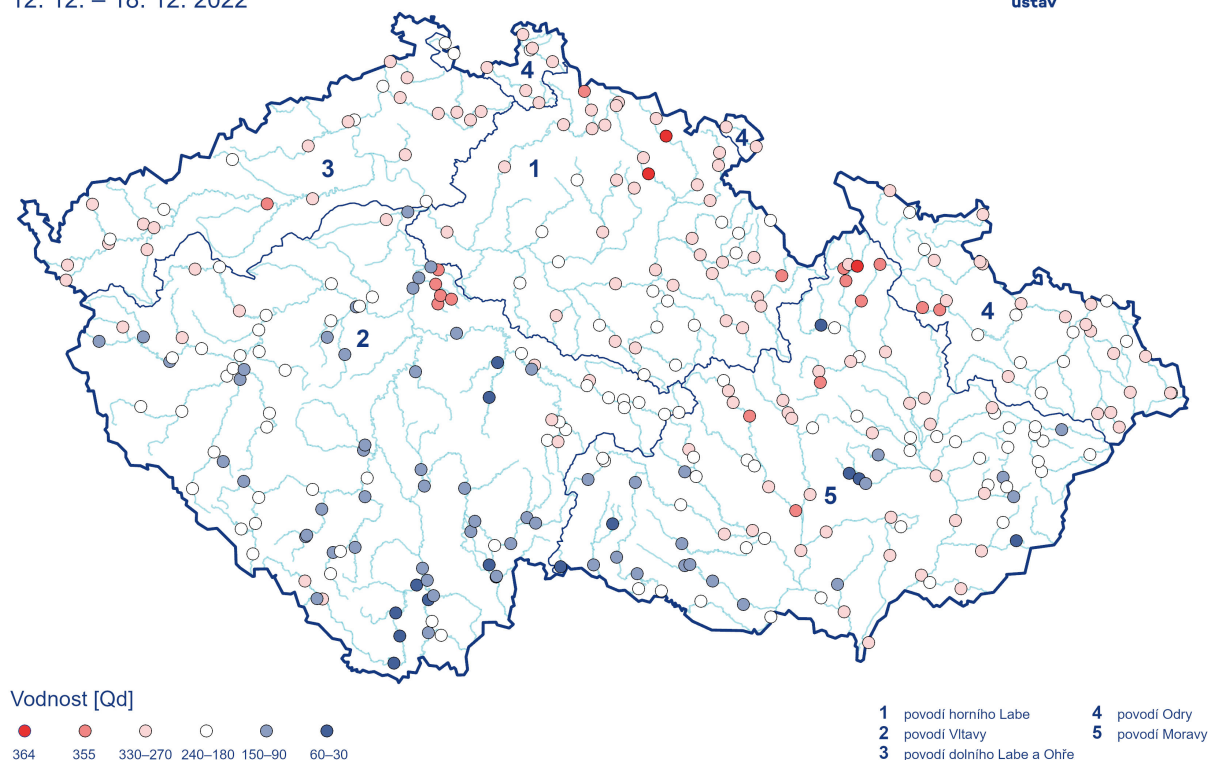 12. 12. – 18. 12. 2022
ústav
4
4
3
1
4
2
5
Vodnost [Qd]
364
355
330–270
240–180
150–90
60–30
1 povodí horního Labe
2 povodí Vltavy
3 povodí dolního Labe a Ohře
4 povodí Odry
5 povodí Moravy